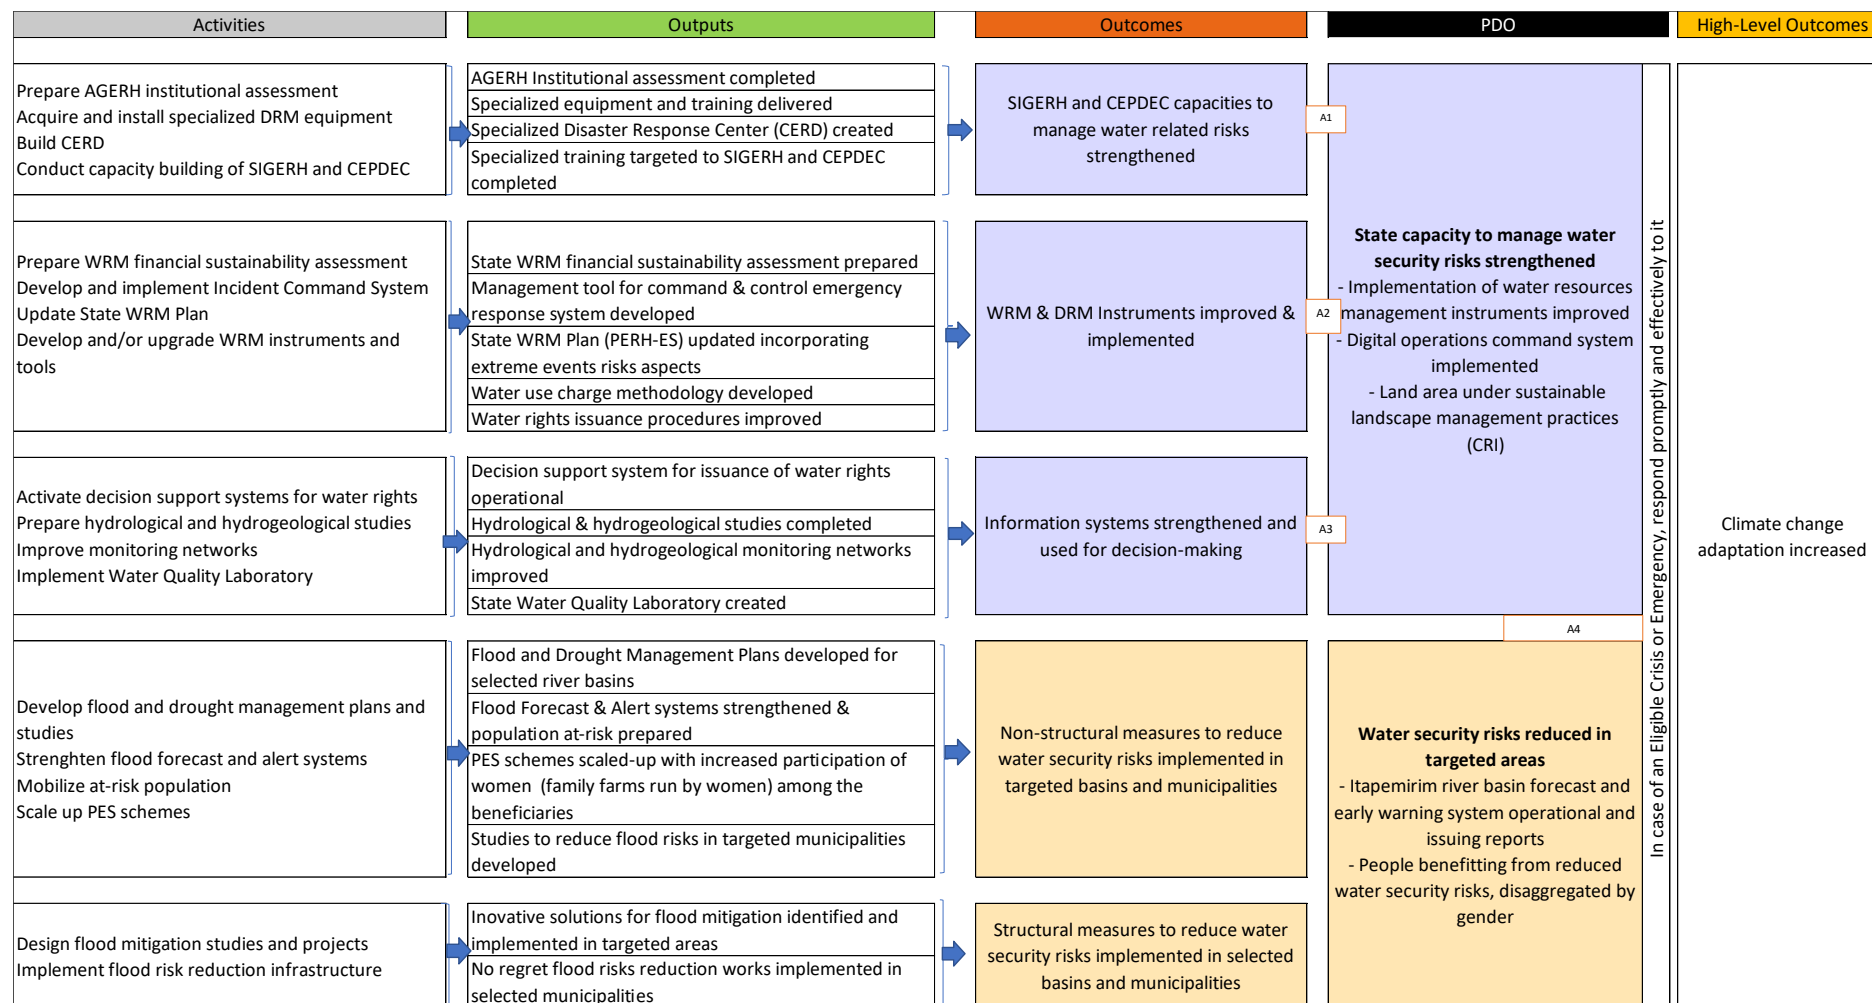 Activities
Outputs
Outcomes
PDO
High-Level Outcomes
Prepare AGERH institutional assessment
Acquire and install specialized DRM equipment
Build CERD
Conduct capacity building of SIGERH and CEPDEC
AGERH Institutional assessment completed
Specialized equipment and training delivered
Specialized Disaster Response Center (CERD) created
Specialized training targeted to SIGERH and CEPDEC
completed
SIGERH and CEPDEC capacities to
manage water related risks
strengthened
A1
Prepare WRM financial sustainability assessment
Develop and implement Incident Command System
Update State WRM Plan
Develop and/or upgrade WRM instruments and
tools
State WRM financial sustainability assessment prepared
Management tool for command & control emergency
response system developed
State WRM Plan (PERH-ES) updated incorporating
extreme events risks aspects
Water use charge methodology developed
Water rights issuance procedures improved
WRM & DRM Instruments improved &
implemented
A2
Activate decision support systems for water rights
Prepare hydrological and hydrogeological studies
Improve monitoring networks
Implement Water Quality Laboratory
Decision support system for issuance of water rights
operational
Hydrological & hydrogeological studies completed
Hydrological and hydrogeological monitoring networks
improved
State Water Quality Laboratory created
Information systems strengthened and
used for decision-making
A3
State capacity to manage water
security risks strengthened
- Implementation of water resources
management instruments improved
- Digital operations command system
implemented
- Land area under sustainable
landscape management practices
(CRI)
A4
Develop flood and drought management plans and
studies
Strenghten flood forecast and alert systems
Mobilize at-risk population
Scale up PES schemes
Flood and Drought Management Plans developed for
selected river basins
Flood Forecast & Alert systems strengthened &
population at-risk prepared
PES schemes scaled-up with increased participation of
women (family farms run by women) among the
beneficiaries
Studies to reduce flood risks in targeted municipalities
developed
Non-structural measures to reduce
water security risks implemented in
targeted basins and municipalities
Design flood mitigation studies and projects
Implement flood risk reduction infrastructure
Inovative solutions for flood mitigation identified and
implemented in targeted areas
No regret flood risks reduction works implemented in
selected municipalities
Structural measures to reduce water
security risks implemented in selected
basins and municipalities
Water security risks reduced in
targeted areas
- Itapemirim river basin forecast and
early warning system operational and
issuing reports
- People benefitting from reduced
water security risks, disaggregated by
gender
In case of an Eligible Crisis or Emergency, respond promptly and effectively to it
Climate change
adaptation increased